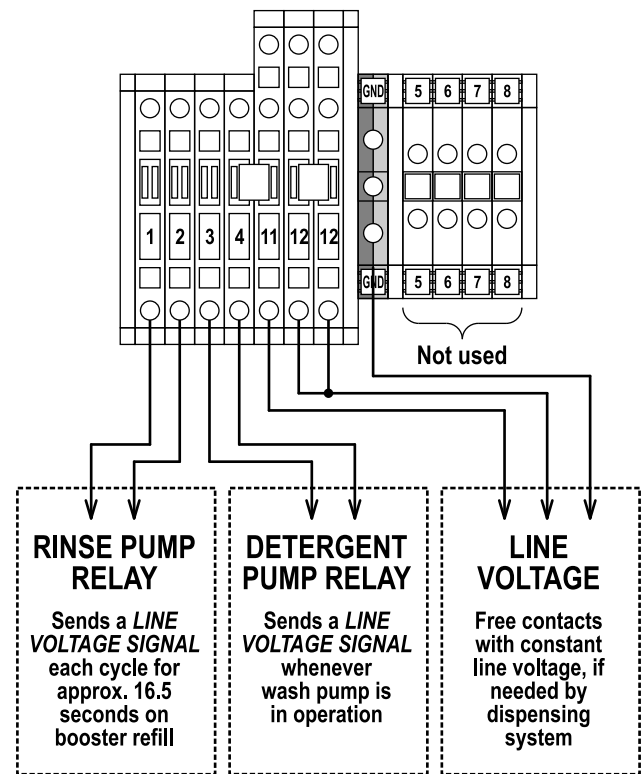 GND 5 6 7 8
1 2 3 4 11 12 12
GND 5 6 7 8
Not used
RINSE PUMP
RELAY
Sends a LINE
VOLTAGE SIGNAL
each cycle for
approx. 16.5
seconds on
booster refill
DETERGENT
PUMP RELAY
Sends a LINE
VOLTAGE SIGNAL
whenever
wash pump is
in operation
LINE
VOLTAGE
Free contacts
with constant
line voltage, if
needed by
dispensing
system